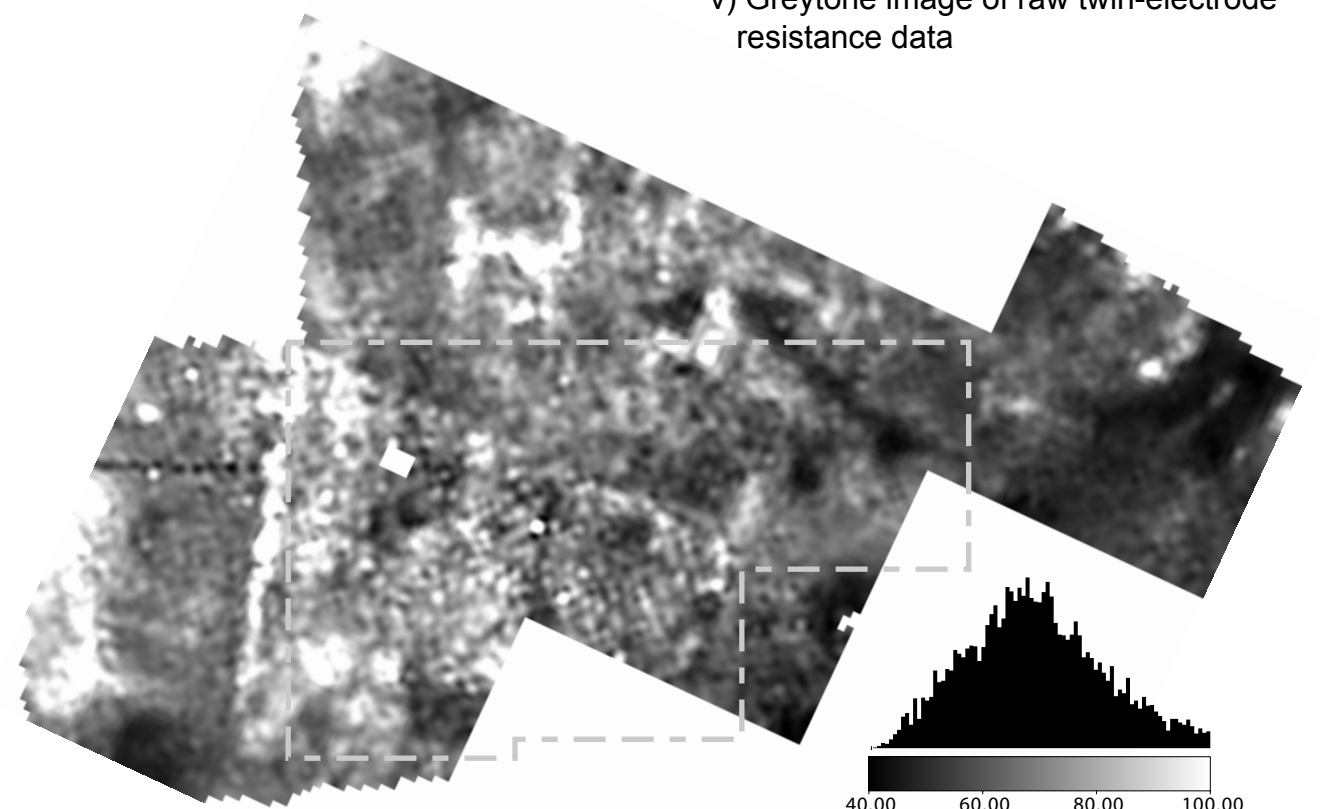 v) Greytone image of raw twin-electrode
resistance data
40.00 60.00 80.00 100.00